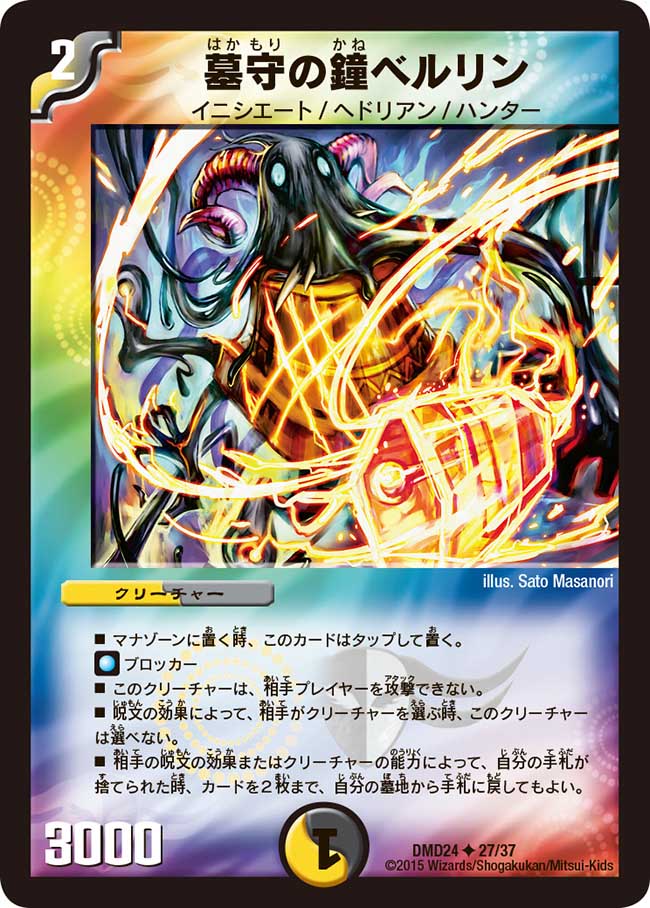 2
墓守の鐘ベルリン
イニシエート / ヘドリアン / ハンター
illus. Sato Masanori
クリーチャー
■ マナゾーンに置く時、このカードはタップして置く。
ブロッカー
■ このクリーチャーは、相手プレイヤーを攻撃できない。
■ 呪文の効果によって、相手がクリーチャーを選ぶ時、このクリーチャー
は選べない。
■ 相手の呪文の効果またはクリーチャーの能力によって、自分の手札が
捨てられた時、カードを2枚まで、自分の墓地から手札に戻してもよい。
3000
1
DMD24 ◆ 27/37
©2015 Wizards/Shogakukan/Mitsui-Kids